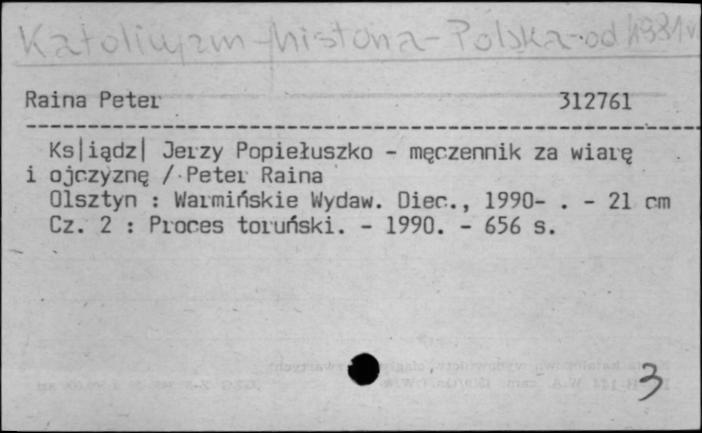 Katolicyzm - historia - Polska - od 1981 r.
Raina Peter 312761
Ks|iądz| Jerzy Popiełuszko - męczennik za wiarę
i ojczyznę / Peter Raina
Olsztyn : Warmińskie Wydaw. Diec., 1990- . - 21 cm
Cz. 2 : Proces toruński. - 1990. - 656 s.
3